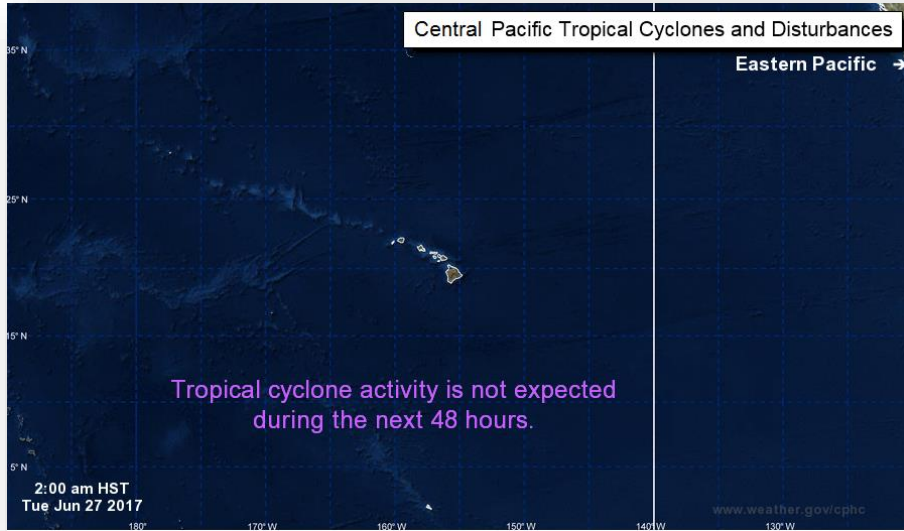 Central Pacific Tropical Cyclones and Disturbances
35° N
Eastern Pacific →
25° N
15° N
Tropical cyclone activity is not expected
during the next 48 hours.
5° N
2:00 am HST
Tue Jun 27 2017
www.weather.gov/cphc
180° 170° W 160° W 150° W 140° W 130° W